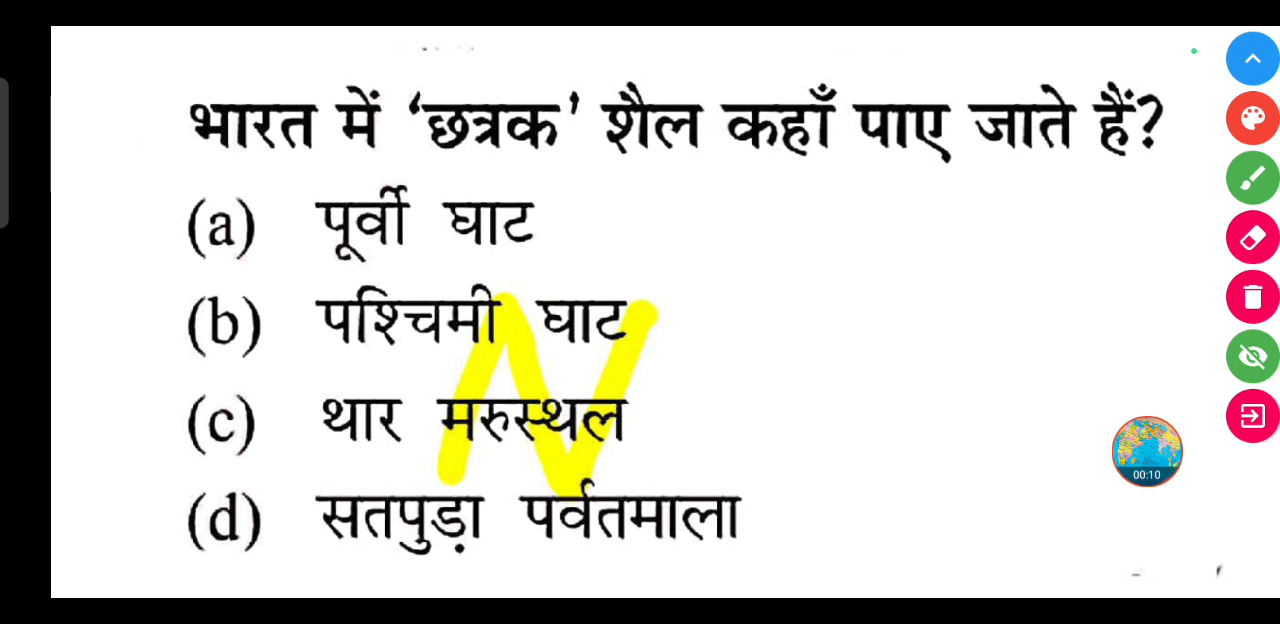 भारत में ‘छत्रक’ शैल कहाँ पाए जाते हैं?
(a) पूर्वी घाट
(b) पश्चिमी घाट
(c) थार मरुस्थल
(d) सतपुड़ा पर्वतमाला
00:10